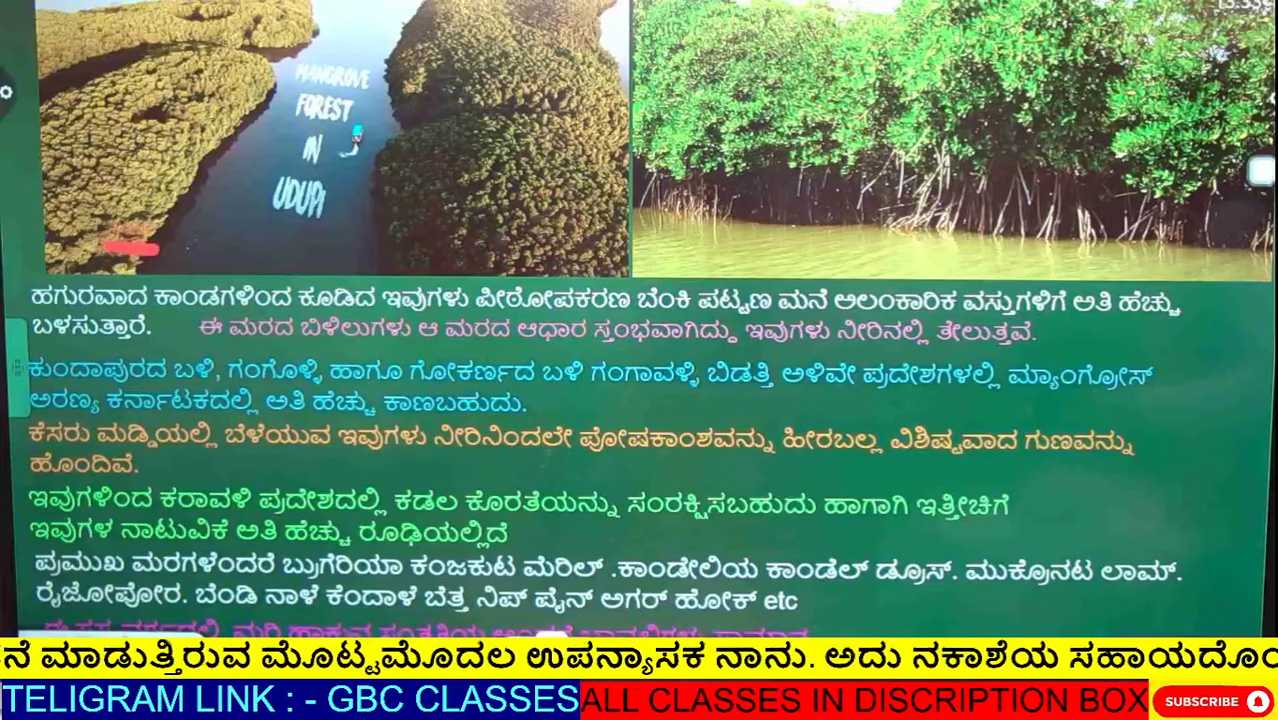 MANGROVE
FOREST
IN
UDUPI
ಹಗುರವಾದ ಕಾಂಡಗಳಿಂದ ಕೂಡಿದ ಇವುಗಳು ಪೀಠೋಪಕರಣ ಬೆಂಕಿ ಪಟ್ಟಣ ಮನೆ ಅಲಂಕಾರಿಕ ವಸ್ತುಗಳಿಗೆ ಅತಿ ಹೆಚ್ಚು
ಬಳಸುತ್ತಾರೆ. ಈ ಮರದ ಬಿಳಿಲುಗಳು ಆ ಮರದ ಆಧಾರ ಸ್ತಂಭವಾಗಿದ್ದು ಇವುಗಳು ನೀರಿನಲ್ಲಿ ತೇಲುತ್ತವೆ.
ಕುಂದಾಪುರದ ಬಳಿ, ಗಂಗೊಳ್ಳಿ ಹಾಗೂ ಗೋಕರ್ಣದ ಬಳಿ ಗಂಗಾವಳ್ಳಿ ಬಿಡತ್ತಿ ಅಳಿವೇ ಪ್ರದೇಶಗಳಲ್ಲಿ ಮ್ಯಾಂಗ್ರೋಸ್
ಅರಣ್ಯ ಕರ್ನಾಟಕದಲ್ಲಿ ಅತಿ ಹೆಚ್ಚು ಕಾಣಬಹುದು.
ಕೆಸರು ಮಡ್ಡಿಯಲ್ಲಿ ಬೆಳೆಯುವ ಇವುಗಳು ನೀರಿನಿಂದಲೇ ಪೋಷಕಾಂಶವನ್ನು ಹೀರಬಲ್ಲ ವಿಶಿಷ್ಟವಾದ ಗುಣವನ್ನು
ಹೊಂದಿವೆ.
ಇವುಗಳಿಂದ ಕರಾವಳಿ ಪ್ರದೇಶದಲ್ಲಿ ಕಡಲ ಕೊರತೆಯನ್ನು ಸಂರಕ್ಷಿಸಬಹುದು ಹಾಗಾಗಿ ಇತ್ತೀಚಿಗೆ
ಇವುಗಳ ನಾಟುವಿಕೆ ಅತಿ ಹೆಚ್ಚು ರೂಢಿಯಲ್ಲಿದೆ
ಪ್ರಮುಖ ಮರಗಳೆಂದರೆ ಬ್ರುಗೆರಿಯಾ ಕಂಜಕುಟ ಮೆರಿಲ್ .ಕಾಂಡೇಲಿಯ ಕಾಂಡೆಲ್ ಡ್ರೂಸ್. ಮುಕ್ರೊನಟ ಲಾಮ್.
ರೈಜೋಪೋರ. ಬೆಂಡಿ ನಾಳೆ ಕೆಂದಾಳೆ ಬೆತ್ತ ನಿಪ್ ಪೈನ್ ಅಗರ್ ಹೋಕ್ etc
ನೆ ಮಾಡುತ್ತಿರುವ ಮೊಟ್ಟಮೊದಲ ಉಪನ್ಯಾಸಕ ನಾನು. ಅದು ನಕಾಶೆಯ ಸಹಾಯದೊಂ
TELIGRAM LINK : - GBC CLASSES ALL CLASSES IN DISCRIPTION BOX SUBSCRIBE